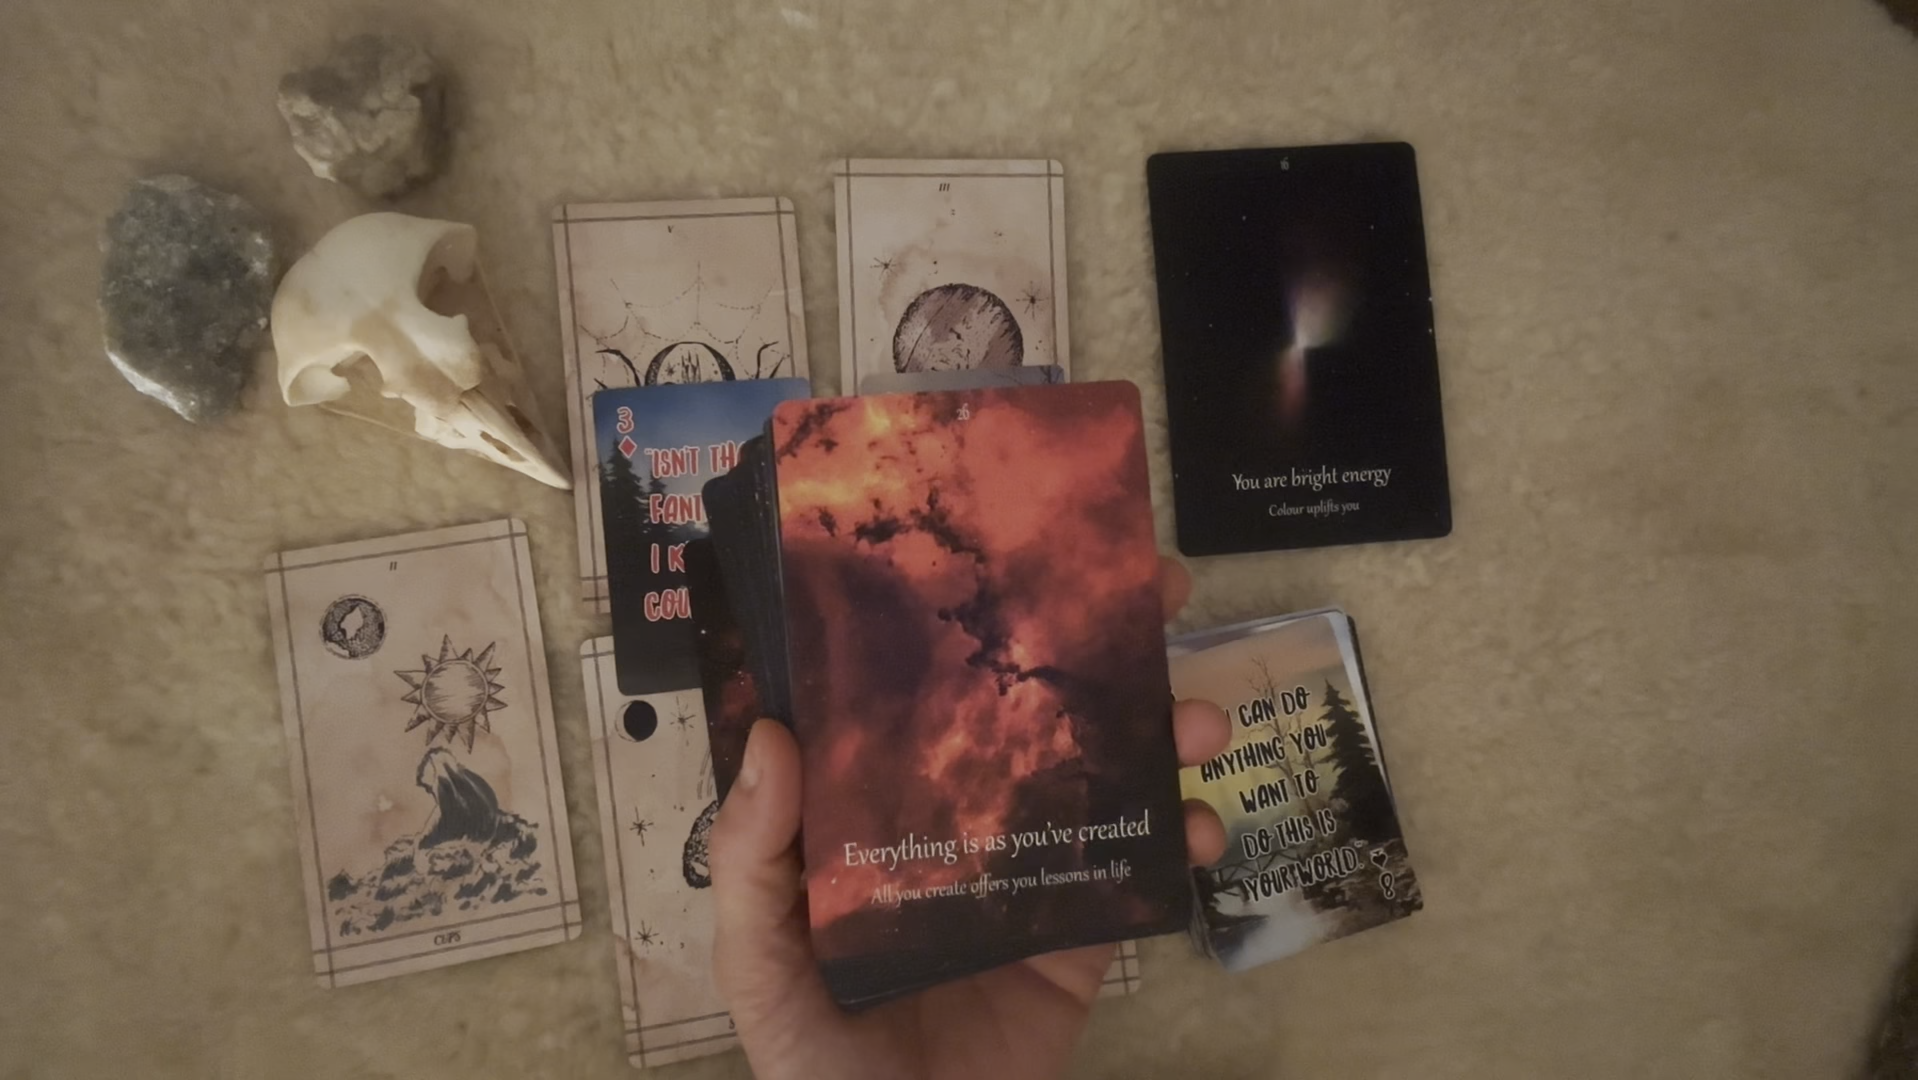 V
III
2
16
You are bright energy
Colour uplifts you
3
"ISN'T
FANT
I K
COU
26
Everything is as you've created
All you create offers you lessons in life
II
CUPS
S
I CAN DO
ANYTHING YOU
WANT TO
DO THIS IS
YOUR WORLD."
8